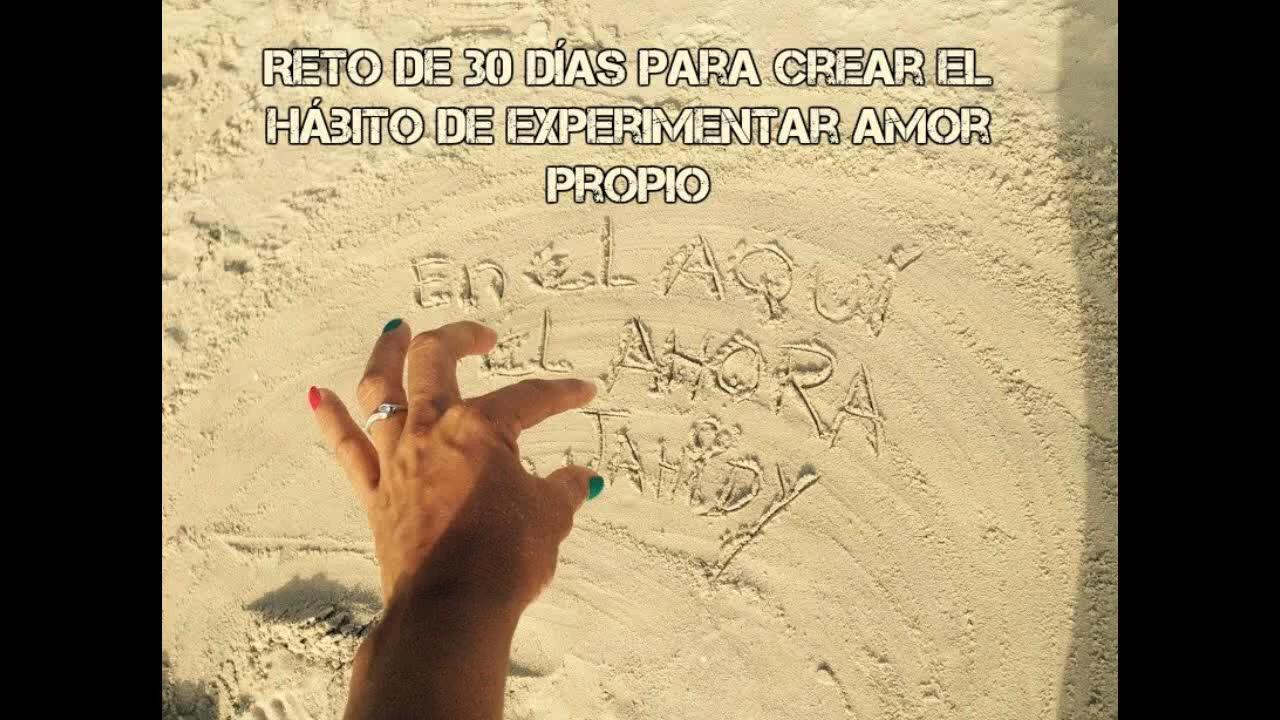 RETO DE 30 DÍAS PARA CREAR EL
HÁBITO DE EXPERIMENTAR AMOR
PROPIO
En EL AQUÍ
EL AHORA